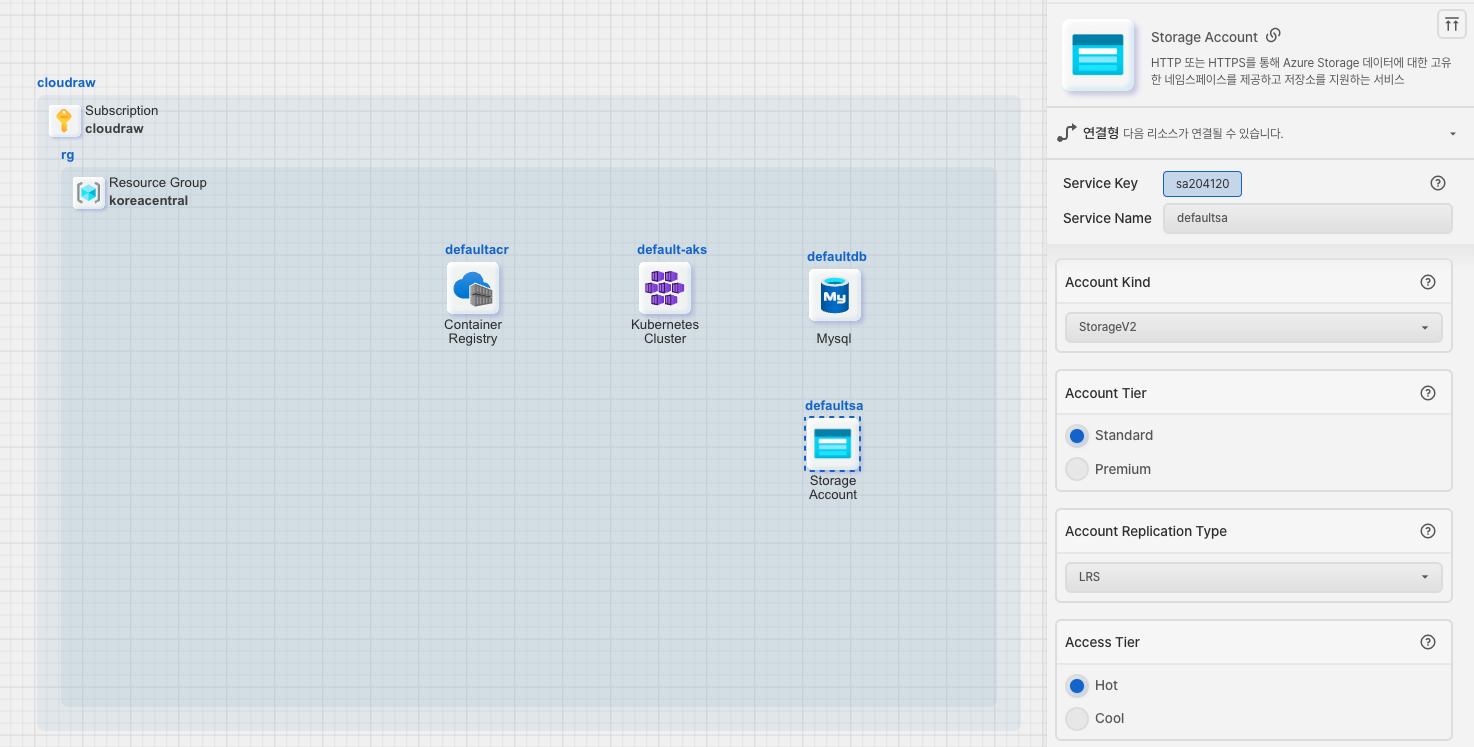 cloudraw
Subscription
cloudraw
rg
Resource Group
koreacentral
defaultacr
Container
Registry
default-aks
Kubernetes
Cluster
defaultdb
My
Mysql
defaultsa
Storage
Account
Storage Account
HTTP 또는 HTTPS를 통해 Azure Storage 데이터에 대한 고유
한 네임스페이스를 제공하고 저장소를 지원하는 서비스
연결형 다음 리소스가 연결될 수 있습니다.
Service Key sa204120
Service Name defaultsa
Account Kind
StorageV2
Account Tier
Standard
Premium
Account Replication Type
LRS
Access Tier
Hot
Cool